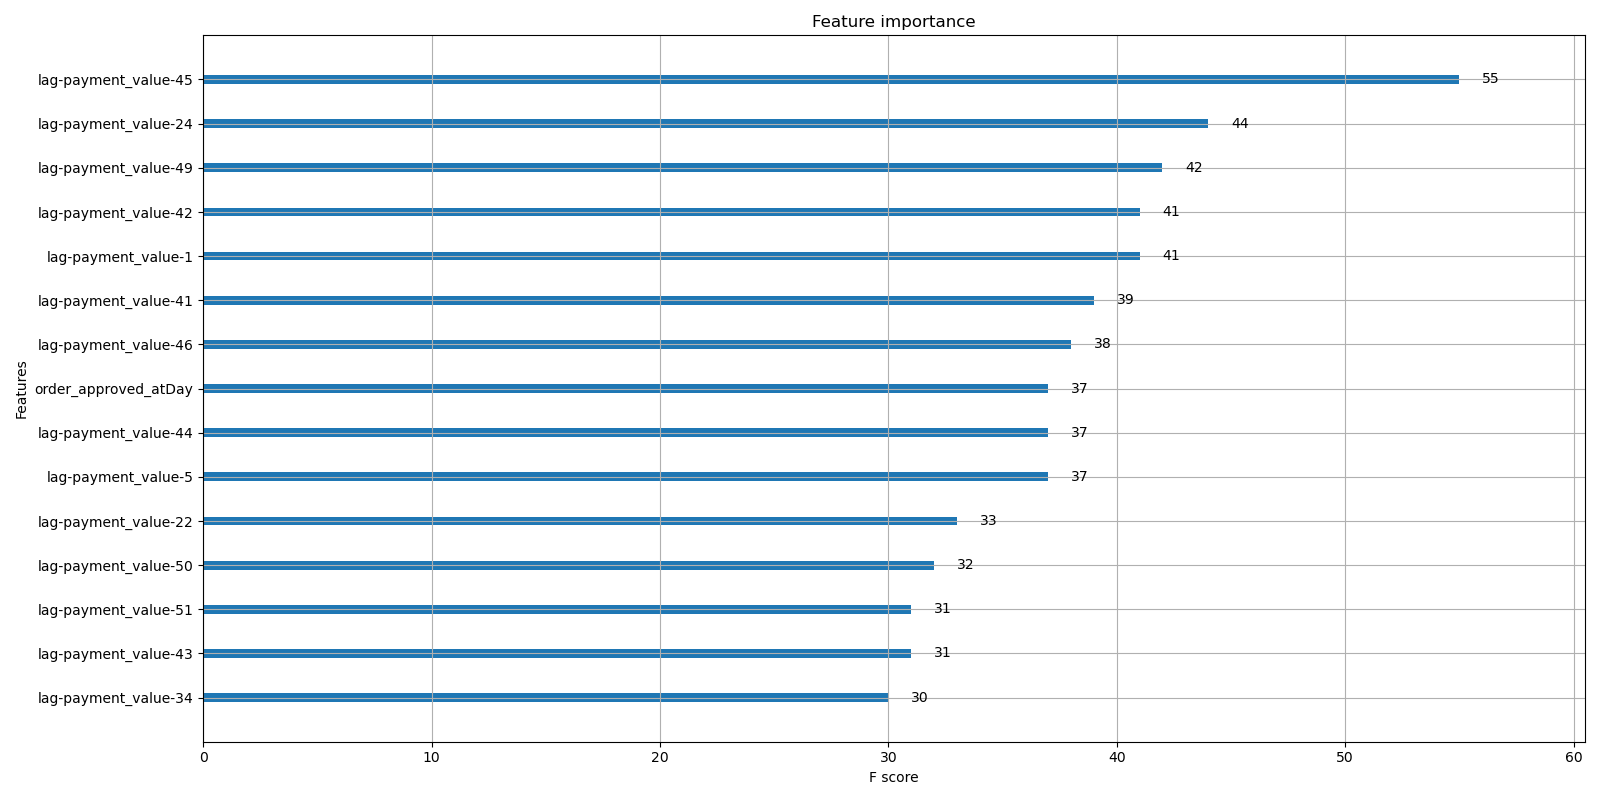 Feature importance
lag-payment_value-45
55
lag-payment_value-24
44
lag-payment_value-49
42
lag-payment_value-42
41
lag-payment_value-1
41
lag-payment_value-41
39
lag-payment_value-46
38
order_approved_atDay
37
lag-payment_value-44
37
lag-payment_value-5
37
lag-payment_value-22
33
lag-payment_value-50
32
lag-payment_value-51
31
lag-payment_value-43
31
lag-payment_value-34
30
Features
0 10 20 30 40 50 60
F score